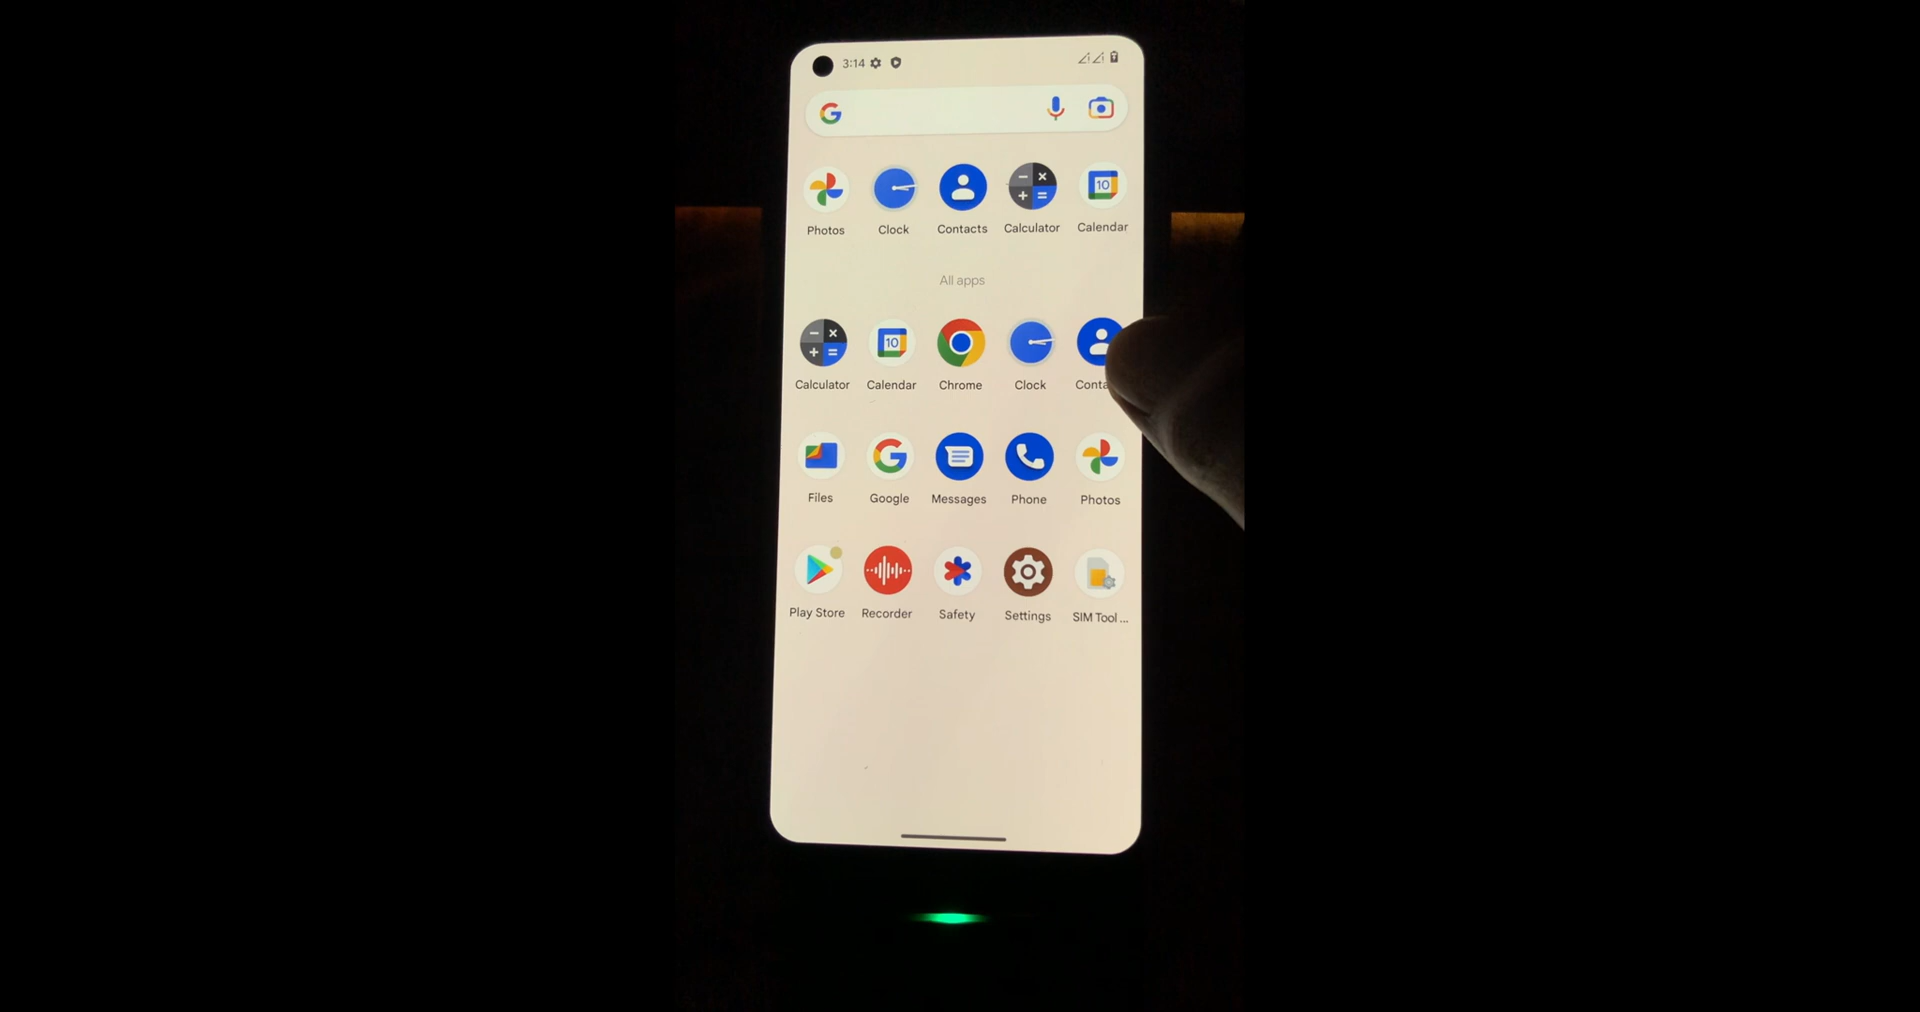 3:14
Photos Clock Contacts Calculator Calendar
All apps
Calculator Calendar Chrome Clock Conta
Files Google Messages Phone Photos
Play Store Recorder Safety Settings SIM Tool ...